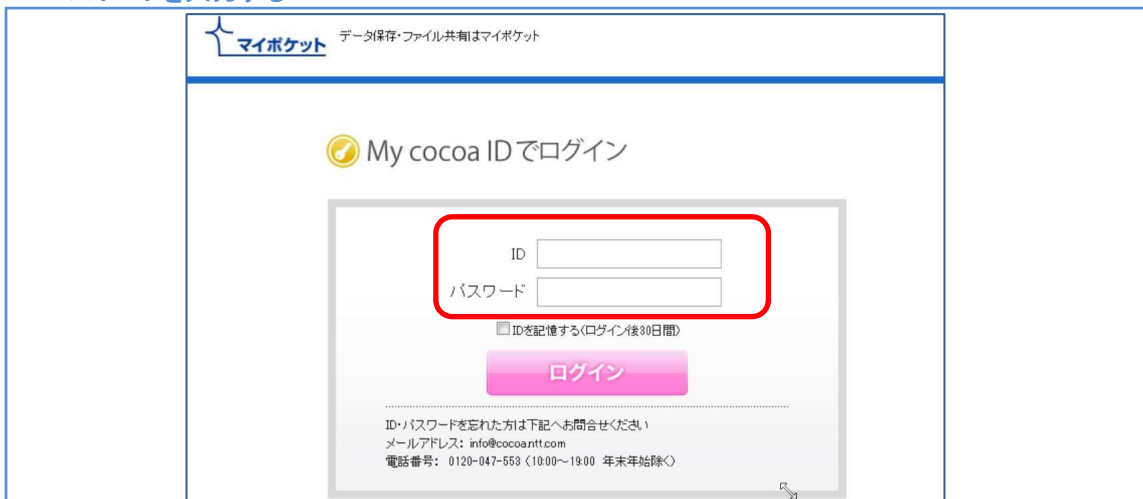 マイポケット データ保存・ファイル共有はマイポケット
My cocoa IDでログイン
ID
パスワード
IDを記憶する(ログイン後30日間)
ログイン
ID・パスワードを忘れた方は下記へお問合せください
メールアドレス: info@cocoa.ntt.com
電話番号: 0120-047-553 (10:00～19:00 年末年始除く)